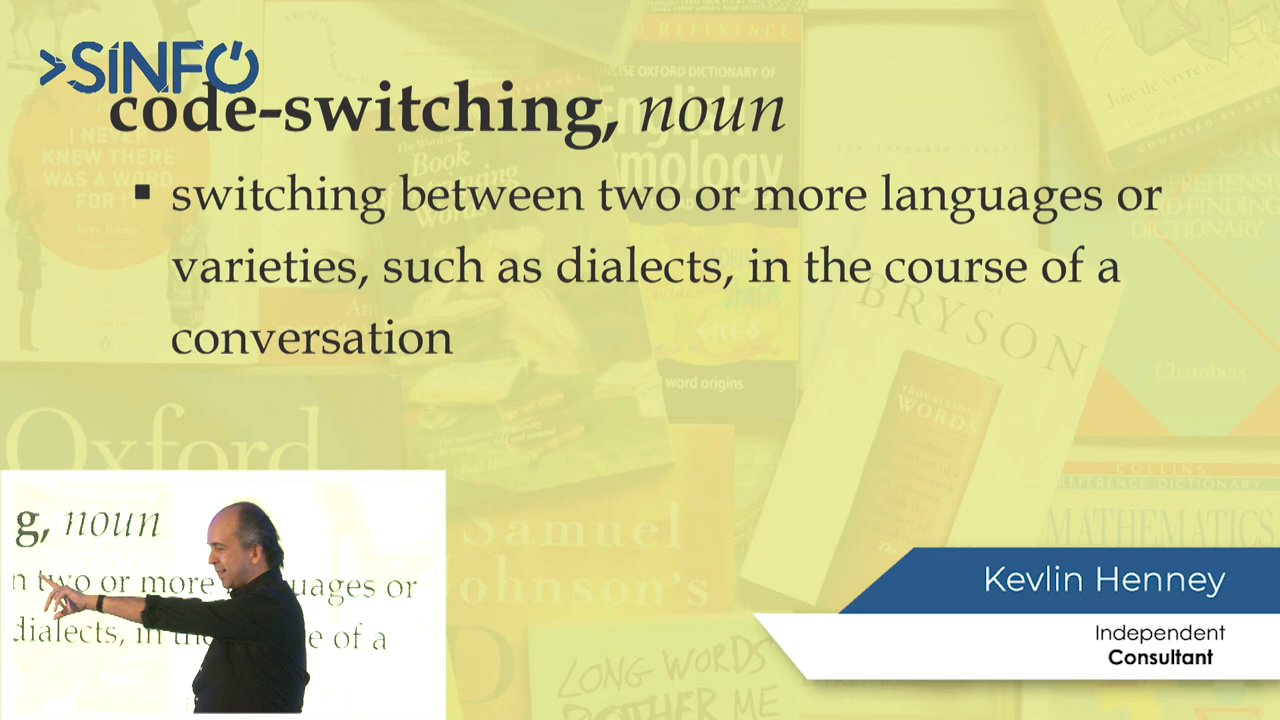 >SINFO
code-switching, noun
▪ switching between two or more languages or
varieties, such as dialects, in the course of a
conversation
I NEVER
KNEW THERE
WAS A WORD
FOR IT
Book
Words
REFERENCE
OXFORD DICTIONARY OF
English
word origins
Joie de vivre
COMPILED BY
DICTIONARY
BRYSON
TROUBLESOME
WORDS
Chambers
Oxford
COLLINS
REFERENCE DICTIONARY
MATHEMATICS
Samuel
Johnson's
LONG WORDS
BOTHER ME
g, noun
n two or more uages or
dialects, in the e of a
Kevlin Henney
Independent
Consultant